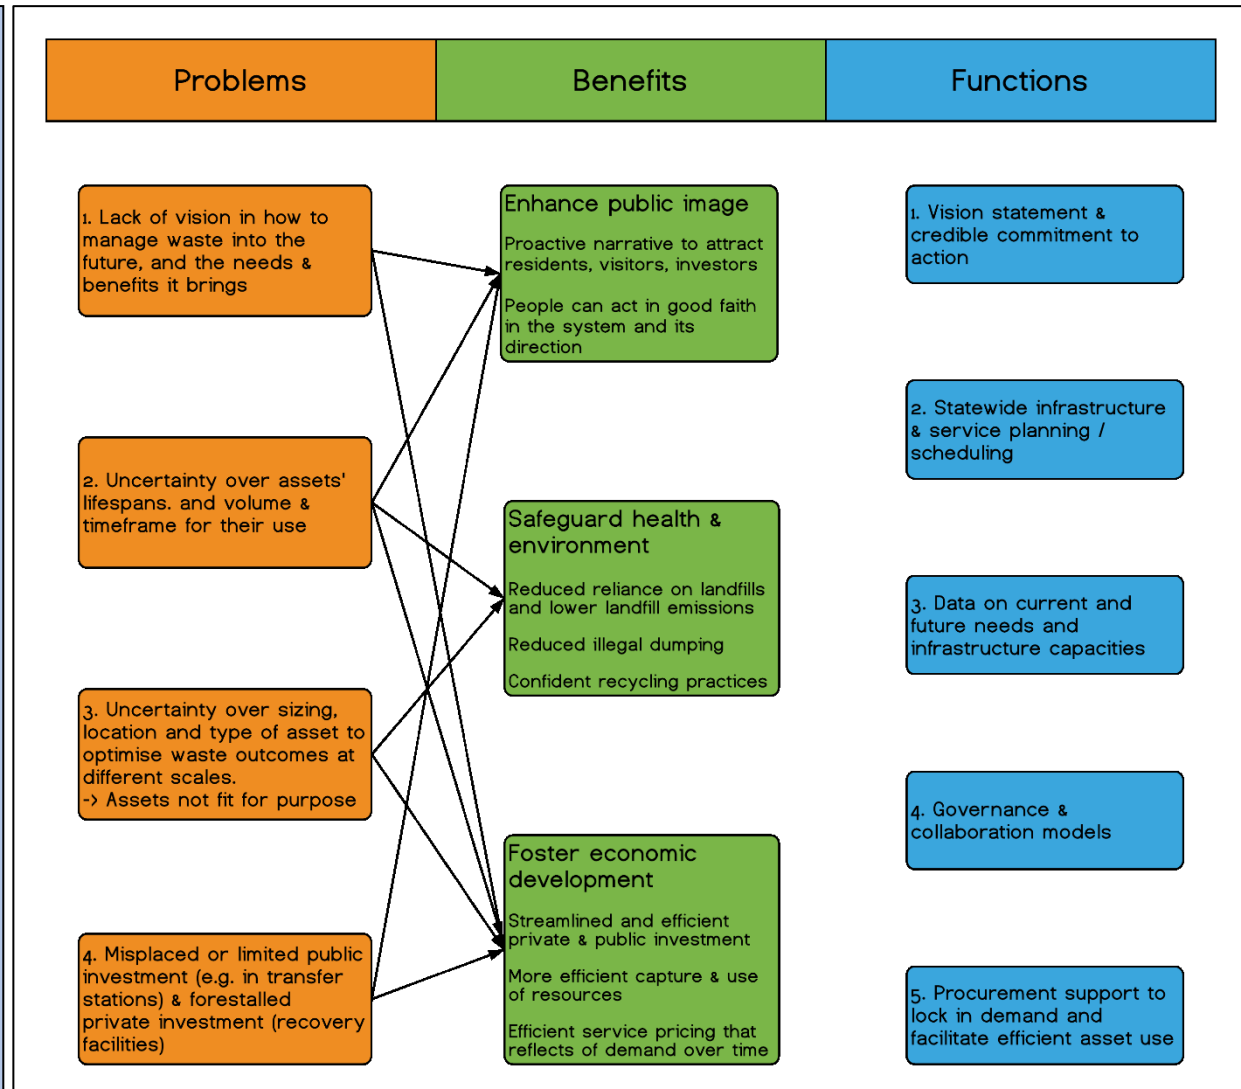 Problems
Benefits
Functions
1. Lack of vision in how to
manage waste into the
future, and the needs &
benefits it brings
2. Uncertainty over assets'
lifespans. and volume &
timeframe for their use
3. Uncertainty over sizing,
location and type of asset to
optimise waste outcomes at
different scales.
-> Assets not fit for purpose
4. Misplaced or limited public
investment (e.g. in transfer
stations) & forestalled
private investment (recovery
facilities)
Enhance public image
Proactive narrative to attract
residents, visitors, investors
People can act in good faith
in the system and its
direction
Safeguard health &
environment
Reduced reliance on landfills
and lower landfill emissions
Reduced illegal dumping
Confident recycling practices
Foster economic
development
Streamlined and efficient
private & public investment
More efficient capture & use
of resources
Efficient service pricing that
reflects of demand over time
1. Vision statement &
credible commitment to
action
2. Statewide infrastructure
& service planning /
scheduling
3. Data on current and
future needs and
infrastructure capacities
4. Governance &
collaboration models
5. Procurement support to
lock in demand and
facilitate efficient asset use